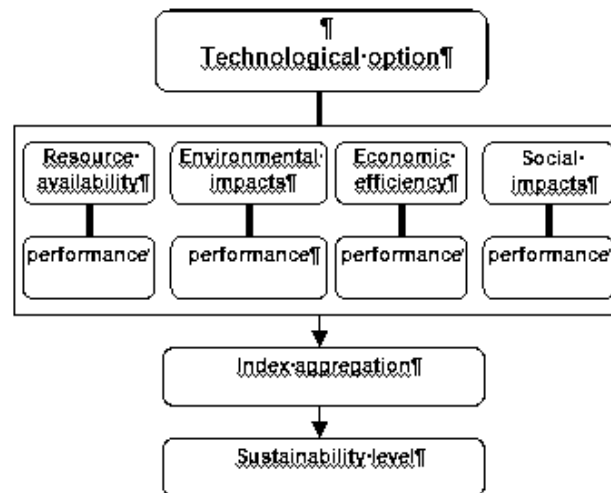 ¶
Technological·option¶
Resource·
availability¶
Environmental·
impacts¶
Economic·
efficiency¶
Social·
impacts¶
performance
performance¶
performance
performance
Index·aggregation¶
Sustainability·level¶